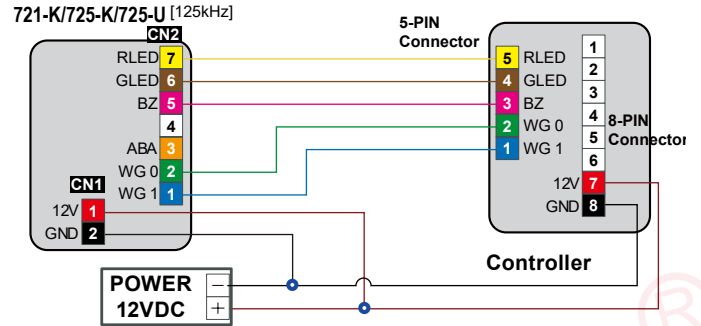 721-K/725-K/725-U [125kHz]
CN2
RLED 7
GLED 6
BZ 5
4
ABA 3
WG 0 2
WG 1 1
CN1
12V 1
GND 2
5-PIN
Connector
5 RLED
4 GLED
3 BZ
2 WG 0
1 WG 1
1
2
3
4
5
6
12V 7
GND 8
8-PIN
Connector
Controller
POWER −
12VDC +
R